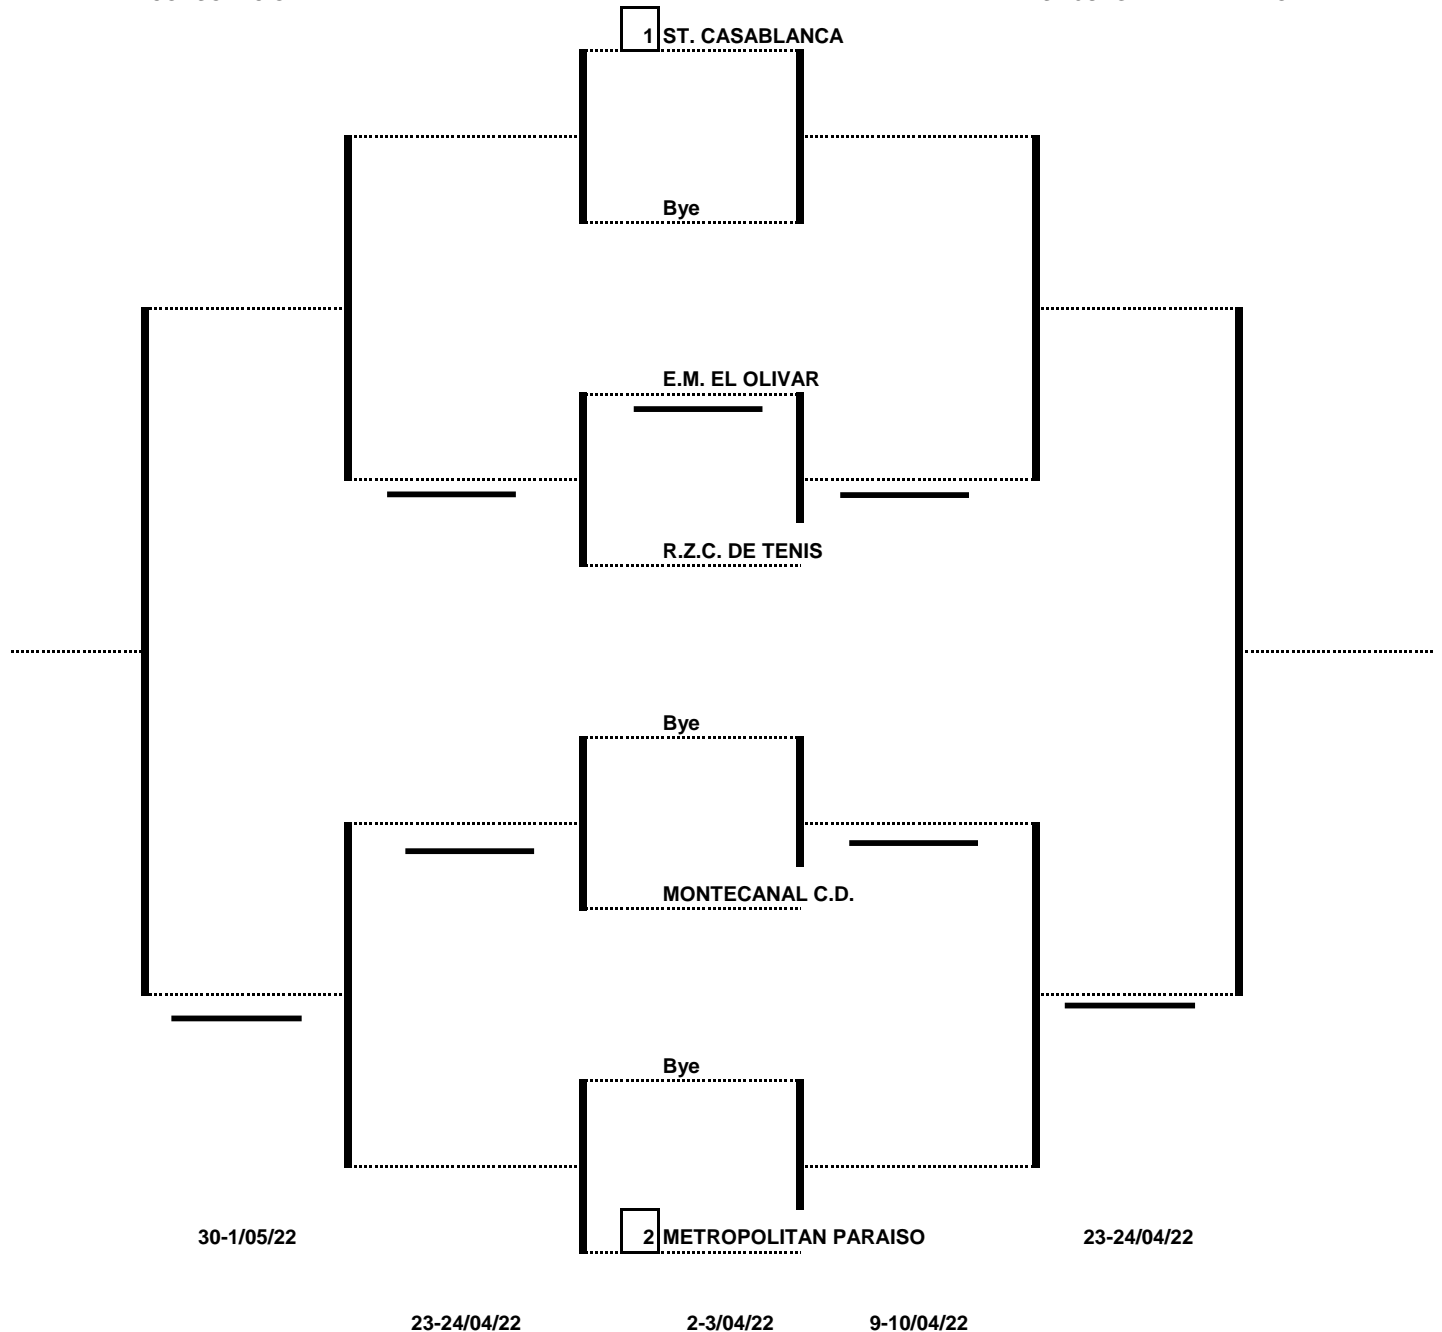 1 ST. CASABLANCA
Bye
E.M. EL OLIVAR
R.Z.C. DE TENIS
Bye
MONTECANAL C.D.
Bye
2 METROPOLITAN PARAISO
30-1/05/22
23-24/04/22
23-24/04/22
2-3/04/22
9-10/04/22